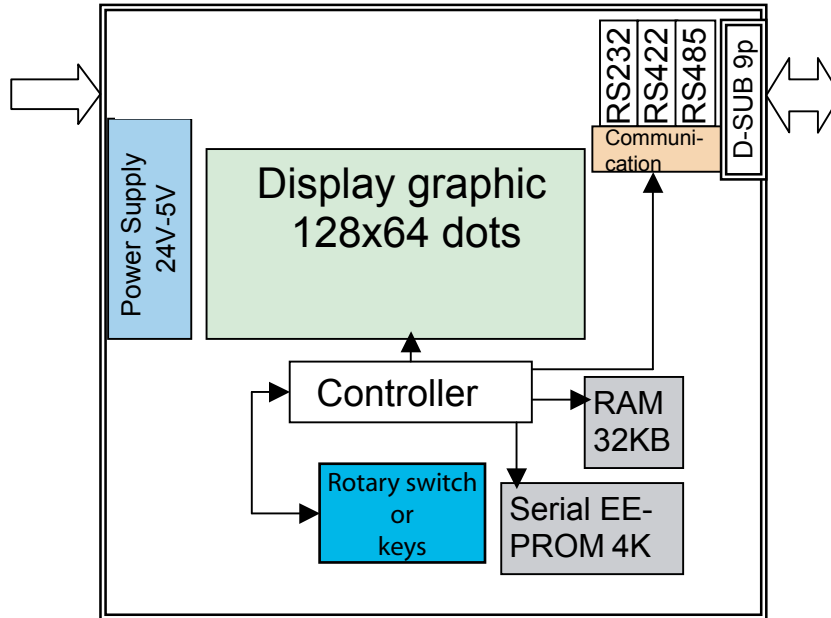 RS232
RS422
RS485
D-SUB 9p
Communi-
cation
Power Supply
24V-5V
Display graphic
128x64 dots
Controller
RAM
32KB
Rotary switch
or
keys
Serial EE-
PROM 4K